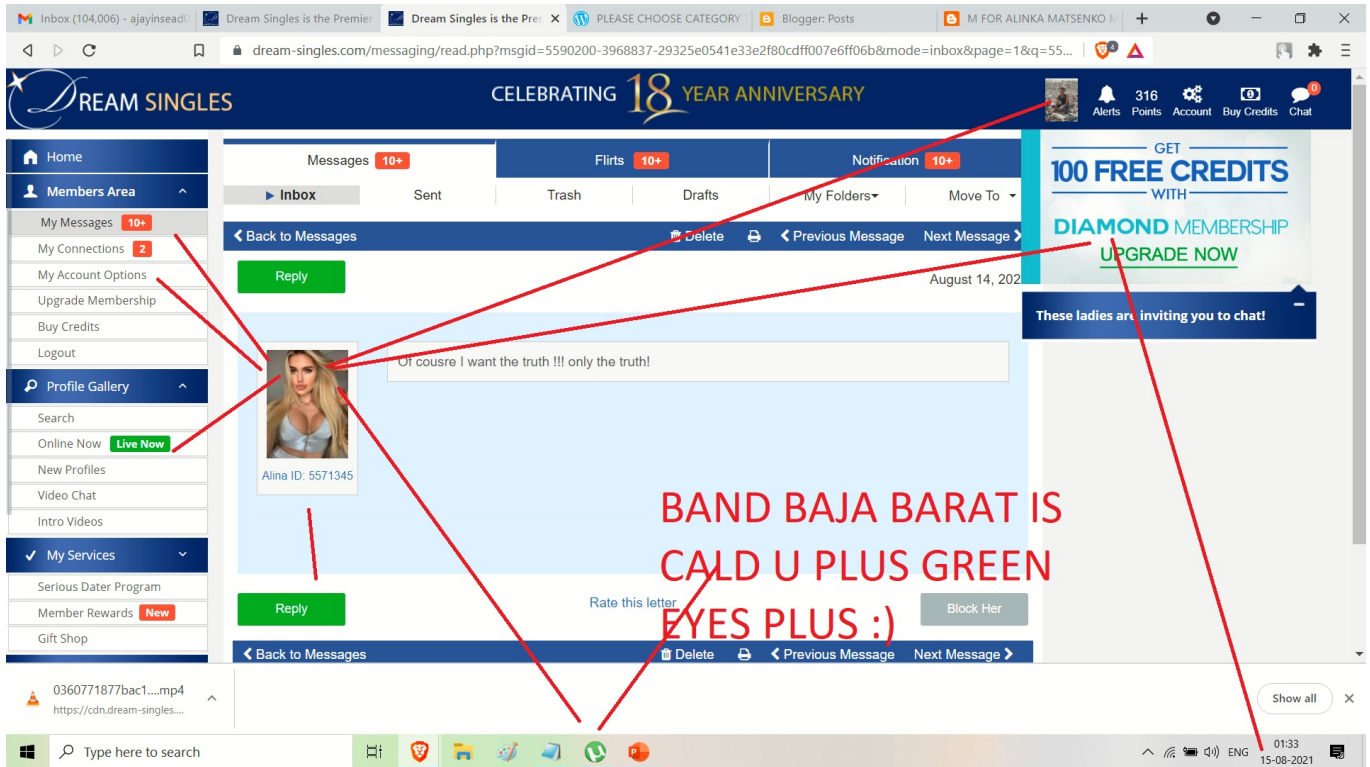 Inbox (104,006) - ajayinsead0
Dream Singles is the Premier
Dream Singles is the Prer
PLEASE CHOOSE CATEGORY
Blogger: Posts
M FOR ALINKA MATSENKO
dream-singles.com/messaging/read.php?msgid=5590200-3968837-29325e0541e33e2f80cdff007e6ff06b&mode=inbox&page=1&q=55...
4
DREAM SINGLES
CELEBRATING 18 YEAR ANNIVERSARY
Alerts
316 Points
Account
Buy Credits
0
Chat
Home
Members Area
My Messages 10+
My Connections 2
My Account Options
Upgrade Membership
Buy Credits
Logout
Profile Gallery
Search
Online Now Live Now
New Profiles
Video Chat
Intro Videos
My Services
Serious Dater Program
Member Rewards New
Gift Shop
Messages 10+
Flirts 10+
Notification 10+
Inbox
Sent
Trash
Drafts
My Folders
Move To
Back to Messages
Delete
Previous Message
Next Message
Reply
August 14, 202
Of cousre I want the truth !!! only the truth!
Alina ID: 5571345
BAND BAJA BARAT IS
CALD U PLUS GREEN
EYES PLUS :)
Reply
Rate this letter
Block Her
Back to Messages
Delete
Previous Message
Next Message
GET
100 FREE CREDITS
WITH
DIAMOND MEMBERSHIP
UPGRADE NOW
These ladies are inviting you to chat!
0360771877bac1....mp4
https://cdn.dream-singles....
Show all
Type here to search
ENG
01:33
15-08-2021